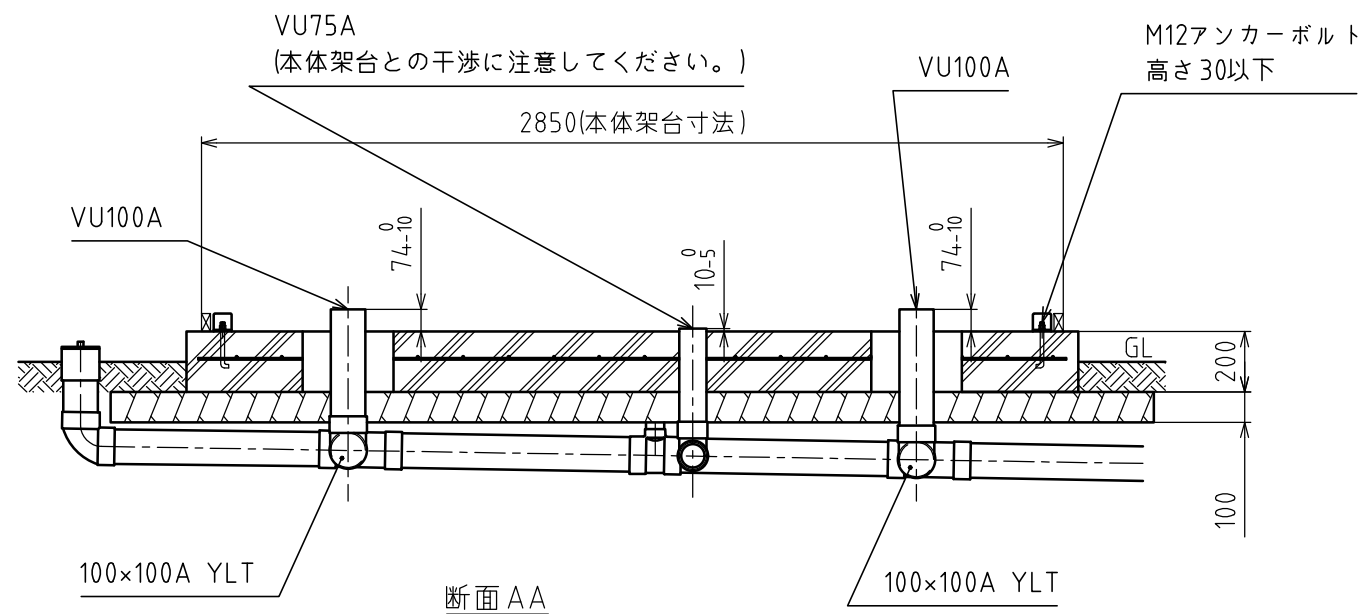 VU75A
(本体架台との干渉に注意してください。)
VU100A
M12アンカーボルト
高さ30以下
2850(本体架台寸法)
VU100A
74 0 -10
10 0 -5
74 0 -10
GL
200
100
100×100A YLT
断面AA
100×100A YLT